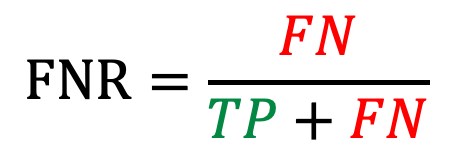 FNR = FN / TP + FN